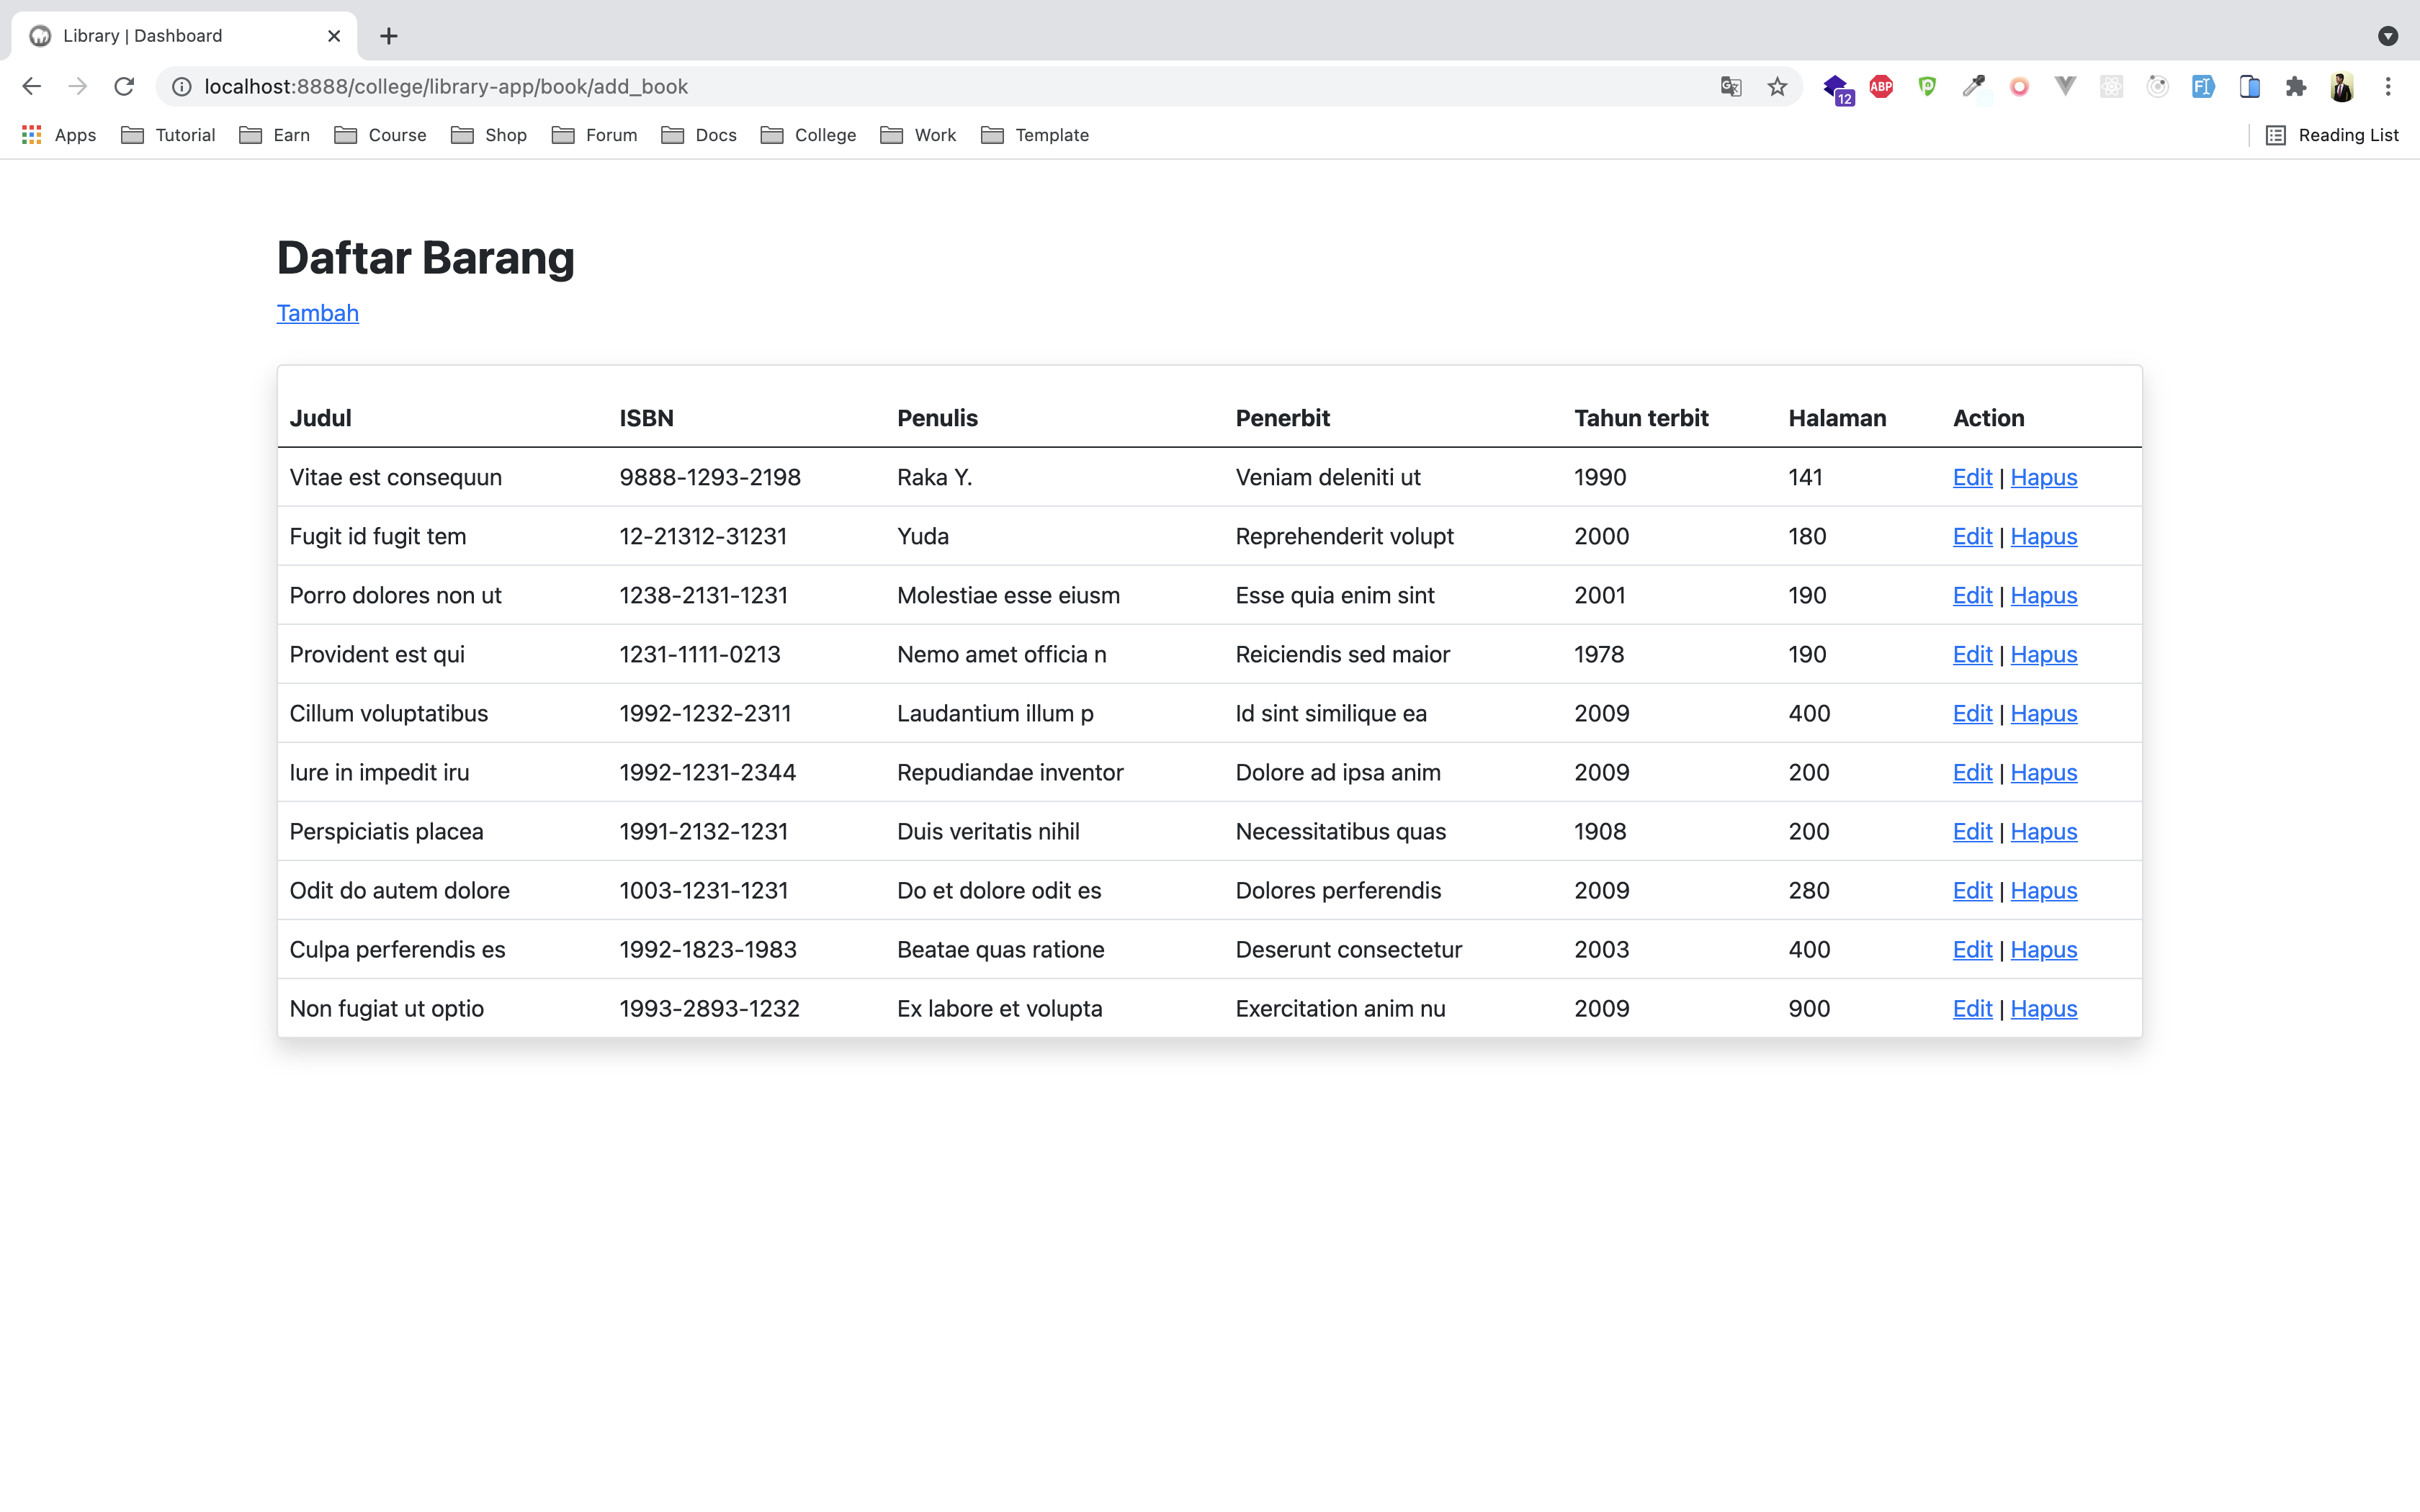 Library | Dashboard
localhost:8888/college/library-app/book/add_book
12
ABP
Apps Tutorial Earn Course Shop Forum Docs College Work Template Reading List
Daftar Barang
Tambah
Judul ISBN Penulis Penerbit Tahun terbit Halaman Action
Vitae est consequun 9888-1293-2198 Raka Y. Veniam deleniti ut 1990 141 Edit | Hapus
Fugit id fugit tem 12-21312-31231 Yuda Reprehenderit volupt 2000 180 Edit | Hapus
Porro dolores non ut 1238-2131-1231 Molestiae esse eiusm Esse quia enim sint 2001 190 Edit | Hapus
Provident est qui 1231-1111-0213 Nemo amet officia n Reiciendis sed maior 1978 190 Edit | Hapus
Cillum voluptatibus 1992-1232-2311 Laudantium illum p Id sint similique ea 2009 400 Edit | Hapus
Iure in impedit iru 1992-1231-2344 Repudiandae inventor Dolore ad ipsa anim 2009 200 Edit | Hapus
Perspiciatis placea 1991-2132-1231 Duis veritatis nihil Necessitatibus quas 1908 200 Edit | Hapus
Odit do autem dolore 1003-1231-1231 Do et dolore odit es Dolores perferendis 2009 280 Edit | Hapus
Culpa perferendis es 1992-1823-1983 Beatae quas ratione Deserunt consectetur 2003 400 Edit | Hapus
Non fugiat ut optio 1993-2893-1232 Ex labore et volupta Exercitation anim nu 2009 900 Edit | Hapus